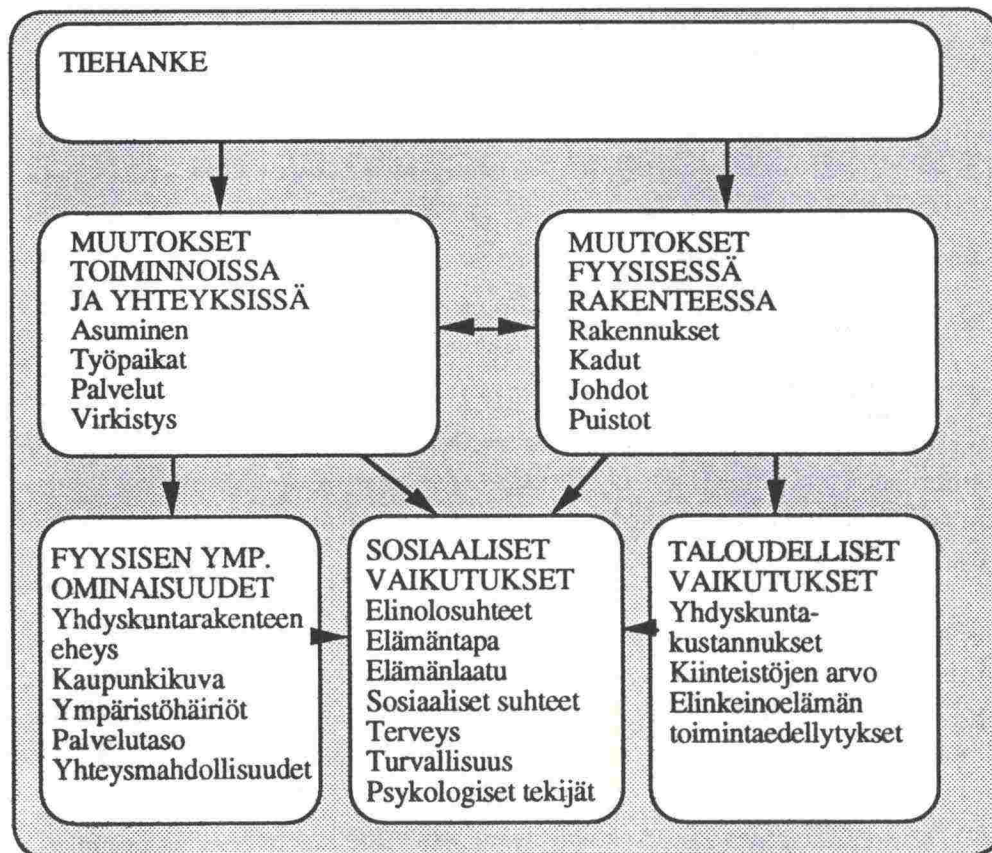 TIEHANKE
MUUTOKSET
TOIMINNOISSA
JA YHTEYKSISSÄ
Asuminen
Työpaikat
Palvelut
Virkistys
MUUTOKSET
FYYSISESSÄ
RAKENTEESSA
Rakennukset
Kadut
Johdot
Puistot
FYYSISEN YMP.
OMINAISUUDET
Yhdyskuntarakenteen
eheys
Kaupunkikuva
Ympäristöhäiriöt
Palvelutaso
Yhteysmahdollisuudet
SOSIAALISET
VAIKUTUKSET
Elinolosuhteet
Elämäntapa
Elämänlaatu
Sosiaaliset suhteet
Terveys
Turvallisuus
Psykologiset tekijät
TALOUDELLISET
VAIKUTUKSET
Yhdyskunta-
kustannukset
Kiinteistöjen arvo
Elinkeinoelämän
toimintaedellytykset